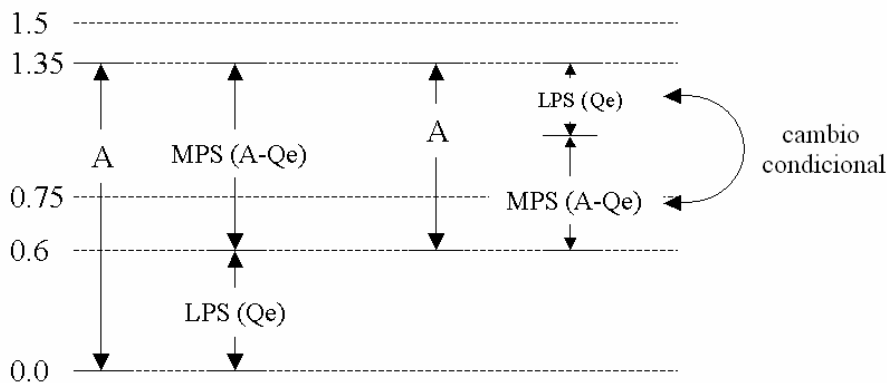 1.5
1.35
LPS (Qe)
A
A
MPS (A-Qe)
cambio
condicional
0.75
MPS (A-Qe)
0.6
LPS (Qe)
0.0